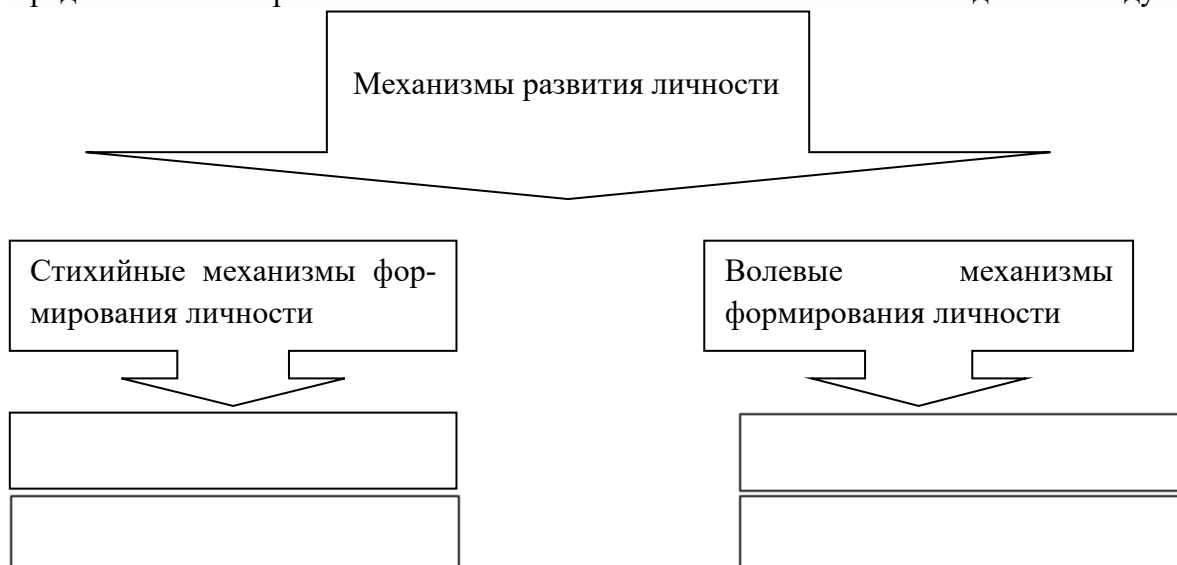 Механизмы развития личности
Стихийные механизмы фор-
мирования личности
Волевые механизмы
формирования личности